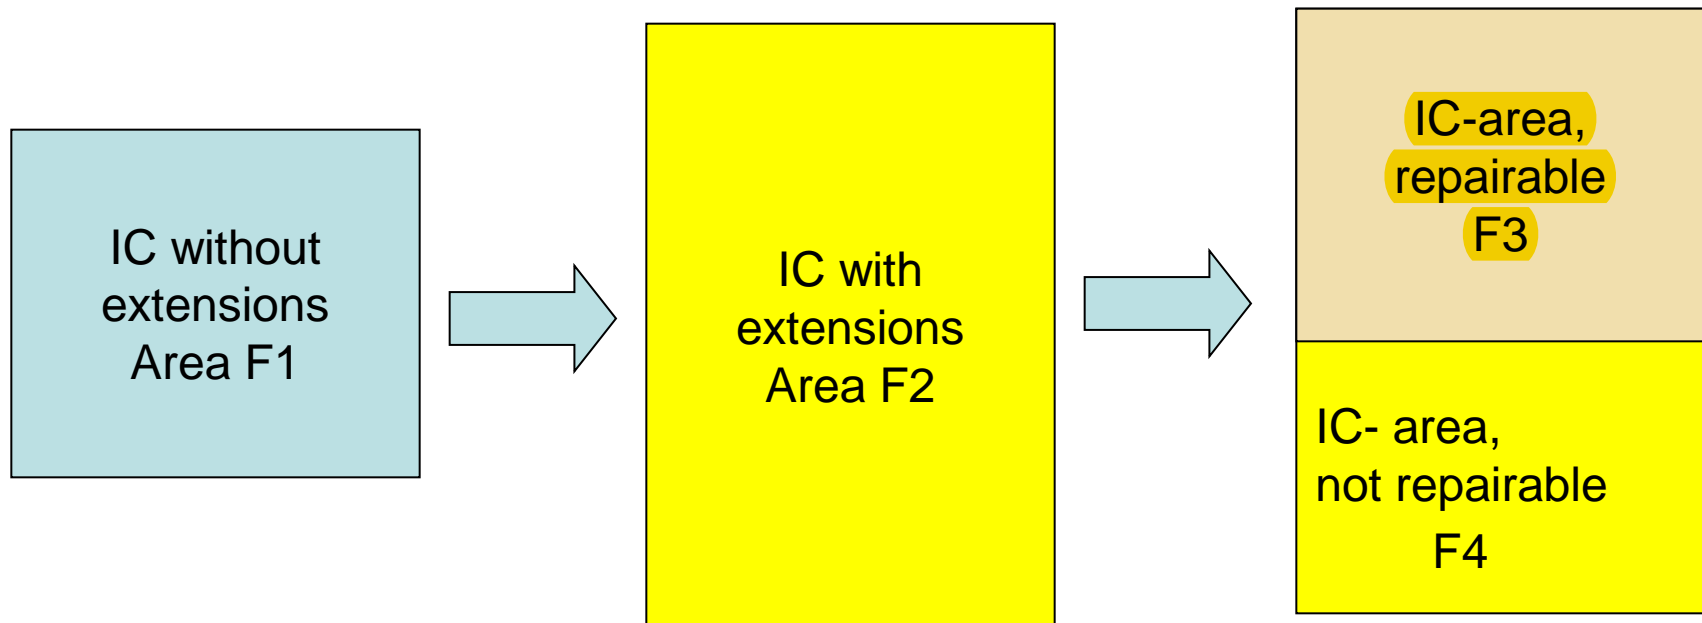 IC without
extensions
Area F1
IC with
extensions
Area F2
IC-area,
repairable
F3
IC- area,
not repairable
F4